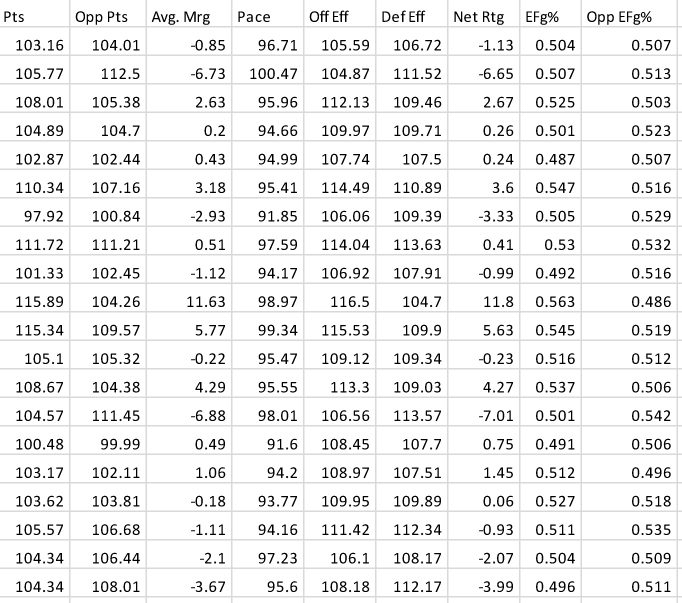 Pts Opp Pts Avg. Mrg Pace Off Eff Def Eff Net Rtg EFg% Opp EFg%
103.16 104.01 -0.85 96.71 105.59 106.72 -1.13 0.504 0.507
105.77 112.5 -6.73 100.47 104.87 111.52 -6.65 0.507 0.513
108.01 105.38 2.63 95.96 112.13 109.46 2.67 0.525 0.503
104.89 104.7 0.2 94.66 109.97 109.71 0.26 0.501 0.523
102.87 102.44 0.43 94.99 107.74 107.5 0.24 0.487 0.507
110.34 107.16 3.18 95.41 114.49 110.89 3.6 0.547 0.516
97.92 100.84 -2.93 91.85 106.06 109.39 -3.33 0.505 0.529
111.72 111.21 0.51 97.59 114.04 113.63 0.41 0.53 0.532
101.33 102.45 -1.12 94.17 106.92 107.91 -0.99 0.492 0.516
115.89 104.26 11.63 98.97 116.5 104.7 11.8 0.563 0.486
115.34 109.57 5.77 99.34 115.53 109.9 5.63 0.545 0.519
105.1 105.32 -0.22 95.47 109.12 109.34 -0.23 0.516 0.512
108.67 104.38 4.29 95.55 113.3 109.03 4.27 0.537 0.506
104.57 111.45 -6.88 98.01 106.56 113.57 -7.01 0.501 0.542
100.48 99.99 0.49 91.6 108.45 107.7 0.75 0.491 0.506
103.17 102.11 1.06 94.2 108.97 107.51 1.45 0.512 0.496
103.62 103.81 -0.18 93.77 109.95 109.89 0.06 0.527 0.518
105.57 106.68 -1.11 94.16 111.42 112.34 -0.93 0.511 0.535
104.34 106.44 -2.1 97.23 106.1 108.17 -2.07 0.504 0.509
104.34 108.01 -3.67 95.6 108.18 112.17 -3.99 0.496 0.511